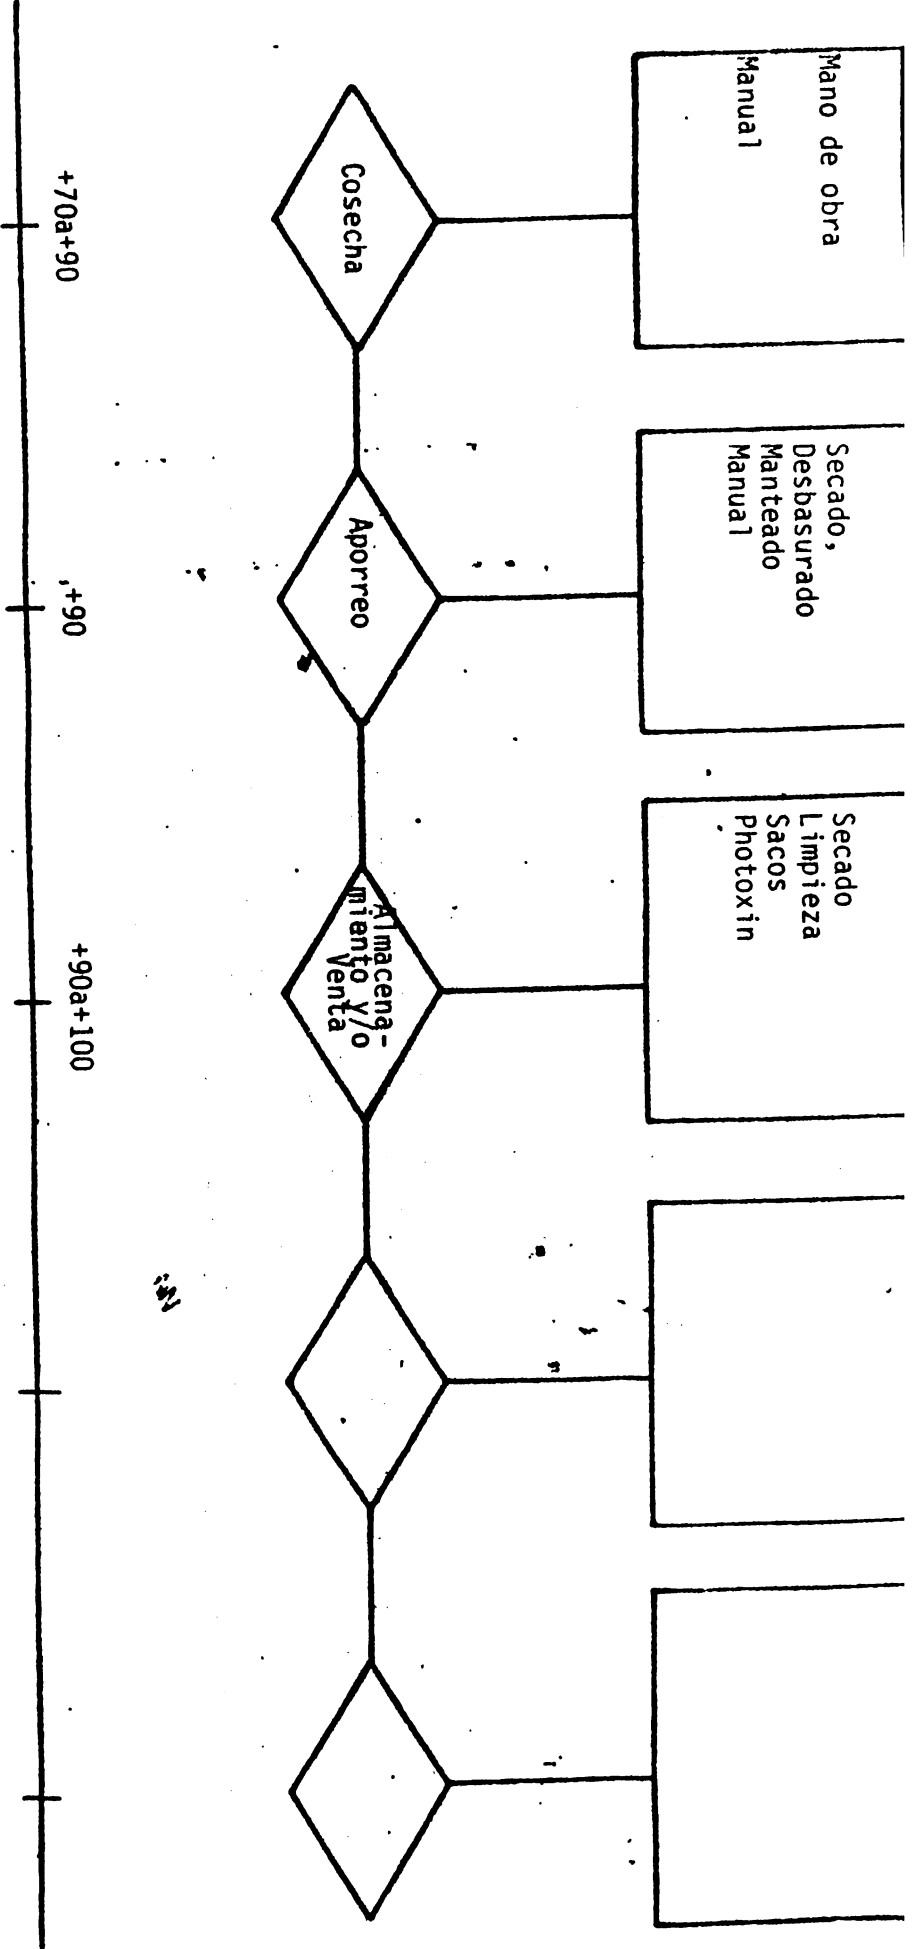 Mano de obra
Manual
Secado,
Desbasurado
Manteado
Manual
Secado
Limpieza
Sacos
Photoxin
Cosecha
Aporreo
Almacena-
miento y/o
Venta
+70a+90
+90
+90a+100